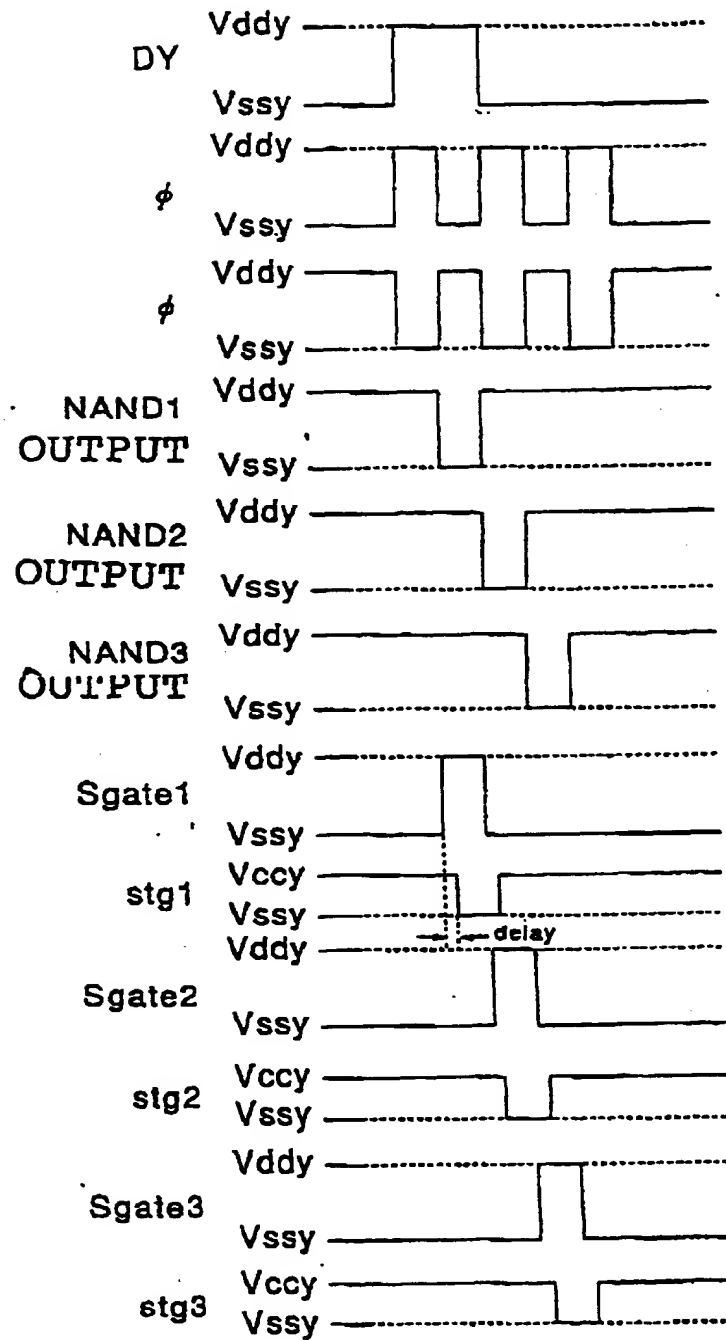 Vddy
DY
Vssy
Vddy
ϕ
Vssy
Vddy
ϕ
Vssy
Vddy
NAND1
OUTPUT
Vssy
Vddy
NAND2
OUTPUT
Vssy
Vddy
NAND3
OUTPUT
Vssy
Vddy
Sgate1
Vssy
Vccy
stg1
Vssy
delay
Vddy
Sgate2
Vssy
Vccy
stg2
Vssy
Vddy
Sgate3
Vssy
Vccy
stg3
Vssy